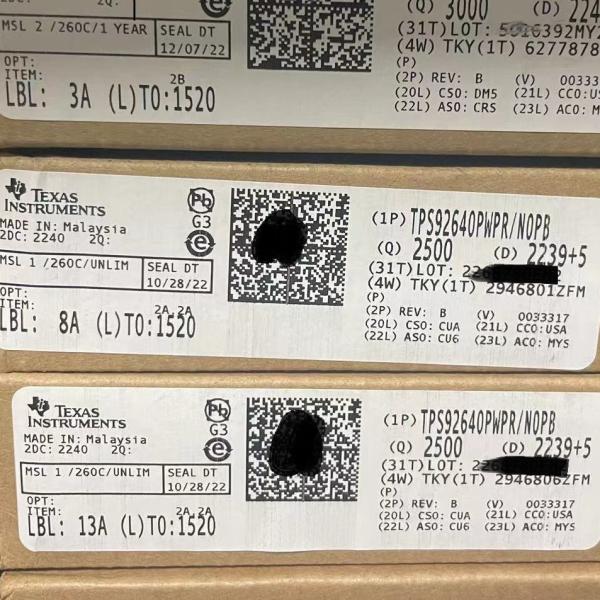 (Q) 3000 (D) 224
MSL 2 /260C/1 YEAR SEAL DT
12/07/22
(31T)LOT: 5016392MY
(4W) TKY(1T) 6277878
(P)
OPT:
ITEM: 2B
LBL: 3A (L)TO:1520
(2P) REV: B (V) 00333
(20L) CSO: DM5 (21L) CCO:U
(22L) ASO: CRS (23L) ACO: M
TEXAS
INSTRUMENTS
MADE IN: Malaysia
2DC: 2240 2Q:
Pb
G3
e
MSL 1 /260C/UNLIM SEAL DT
10/28/22
OPT:
ITEM: 2A,2A
LBL: 8A (L)TO:1520
(1P) TPS92640PWPR/NOPB
(Q) 2500 (D) 2239+5
(31T)LOT: 226
(4W) TKY(1T) 2946801ZFM
(P)
(2P) REV: B (V) 0033317
(20L) CSO: CUA (21L) CCO:USA
(22L) ASO: CU6 (23L) ACO: MYS
TEXAS
INSTRUMENTS
MADE IN: Malaysia
2DC: 2240 2Q:
Pb
G3
e
MSL 1 /260C/UNLIM SEAL DT
10/28/22
OPT:
ITEM: 2A,2A
LBL: 13A (L)TO:1520
(1P) TPS92640PWPR/NOPB
(Q) 2500 (D) 2239+5
(31T)LOT: 226
(4W) TKY(1T) 2946806ZFM
(P)
(2P) REV: B (V) 0033317
(20L) CSO: CUA (21L) CCO:USA
(22L) ASO: CU6 (23L) ACO: MYS